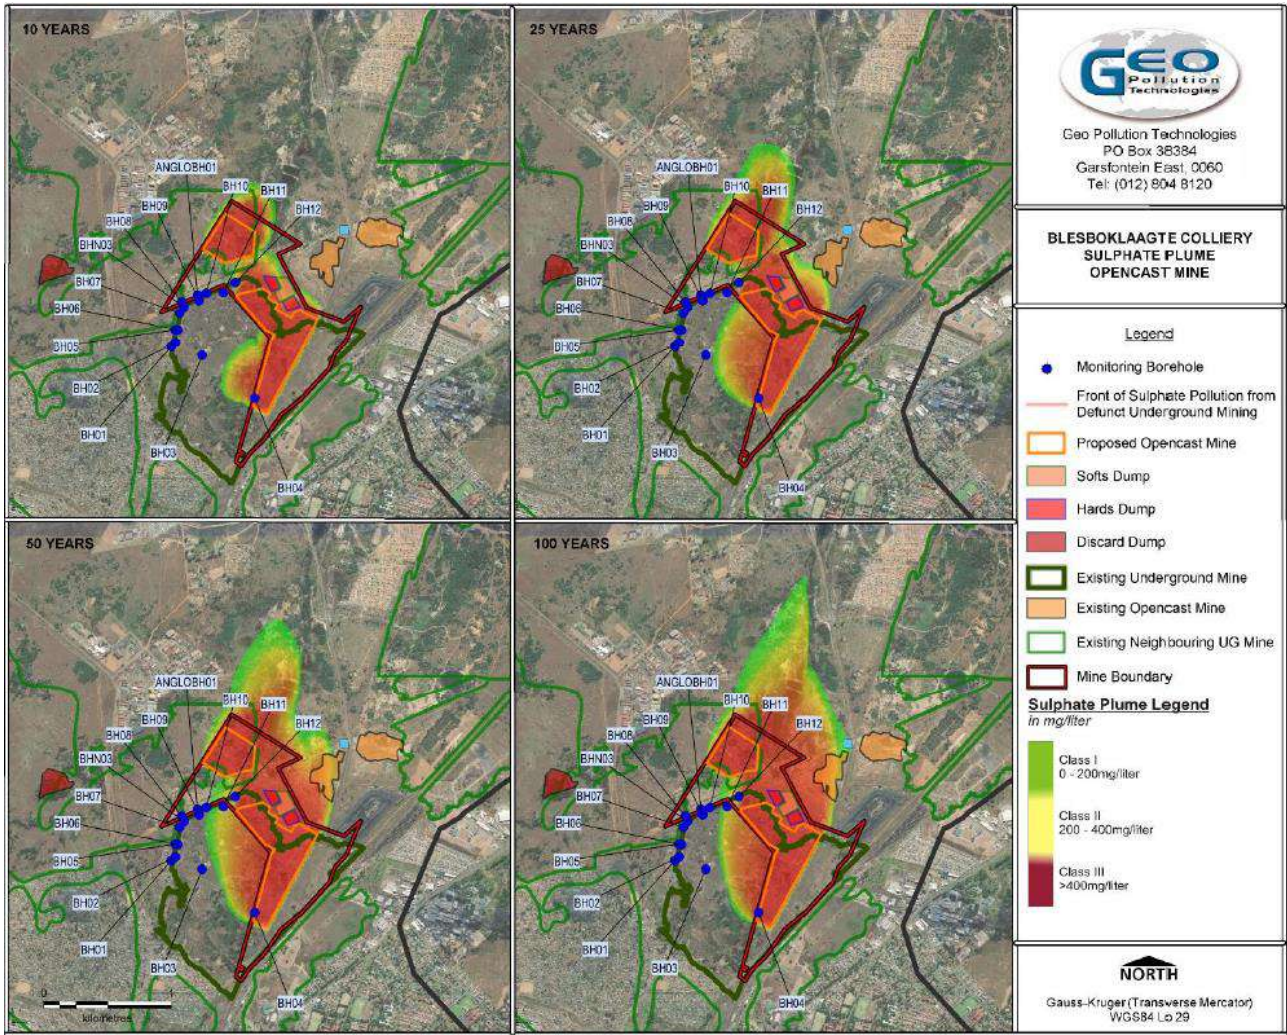 10 YEARS
ANGLOBH01
BH10
BH11
BH09
BH12
BH08
BHN03
BH07
BH06
BH05
BH02
BH01
BH03
BH04
25 YEARS
ANGLOBH01
BH10
BH11
BH09
BH12
BH08
BHN03
BH07
BH06
BH05
BH02
BH01
BH03
BH04
50 YEARS
ANGLOBH01
BH10
BH11
BH09
BH12
BH08
BHN03
BH07
BH06
BH05
BH02
BH01
BH03
BH04
0 1
kilometres
100 YEARS
ANGLOBH01
BH10
BH11
BH09
BH12
BH08
BHN03
BH07
BH06
BH05
BH02
BH01
BH03
BH04
GEO
Pollution
Technologies
Geo Pollution Technologies
PO Box 38384
Garsfontein East, 0060
Tel: (012) 804 8120
BLESBOKLAAGTE COLLIERY
SULPHATE PLUME
OPENCAST MINE
Legend
Monitoring Borehole
Front of Sulphate Pollution from
Defunct Underground Mining
Proposed Opencast Mine
Softs Dump
Hards Dump
Discard Dump
Existing Underground Mine
Existing Opencast Mine
Existing Neighbouring UG Mine
Mine Boundary
Sulphate Plume Legend
in mg/liter
Class I
0 - 200mg/liter
Class II
200 - 400mg/liter
Class III
>400mg/liter
NORTH
Gauss-Kruger (Transverse Mercator)
WGS84 Lo 29